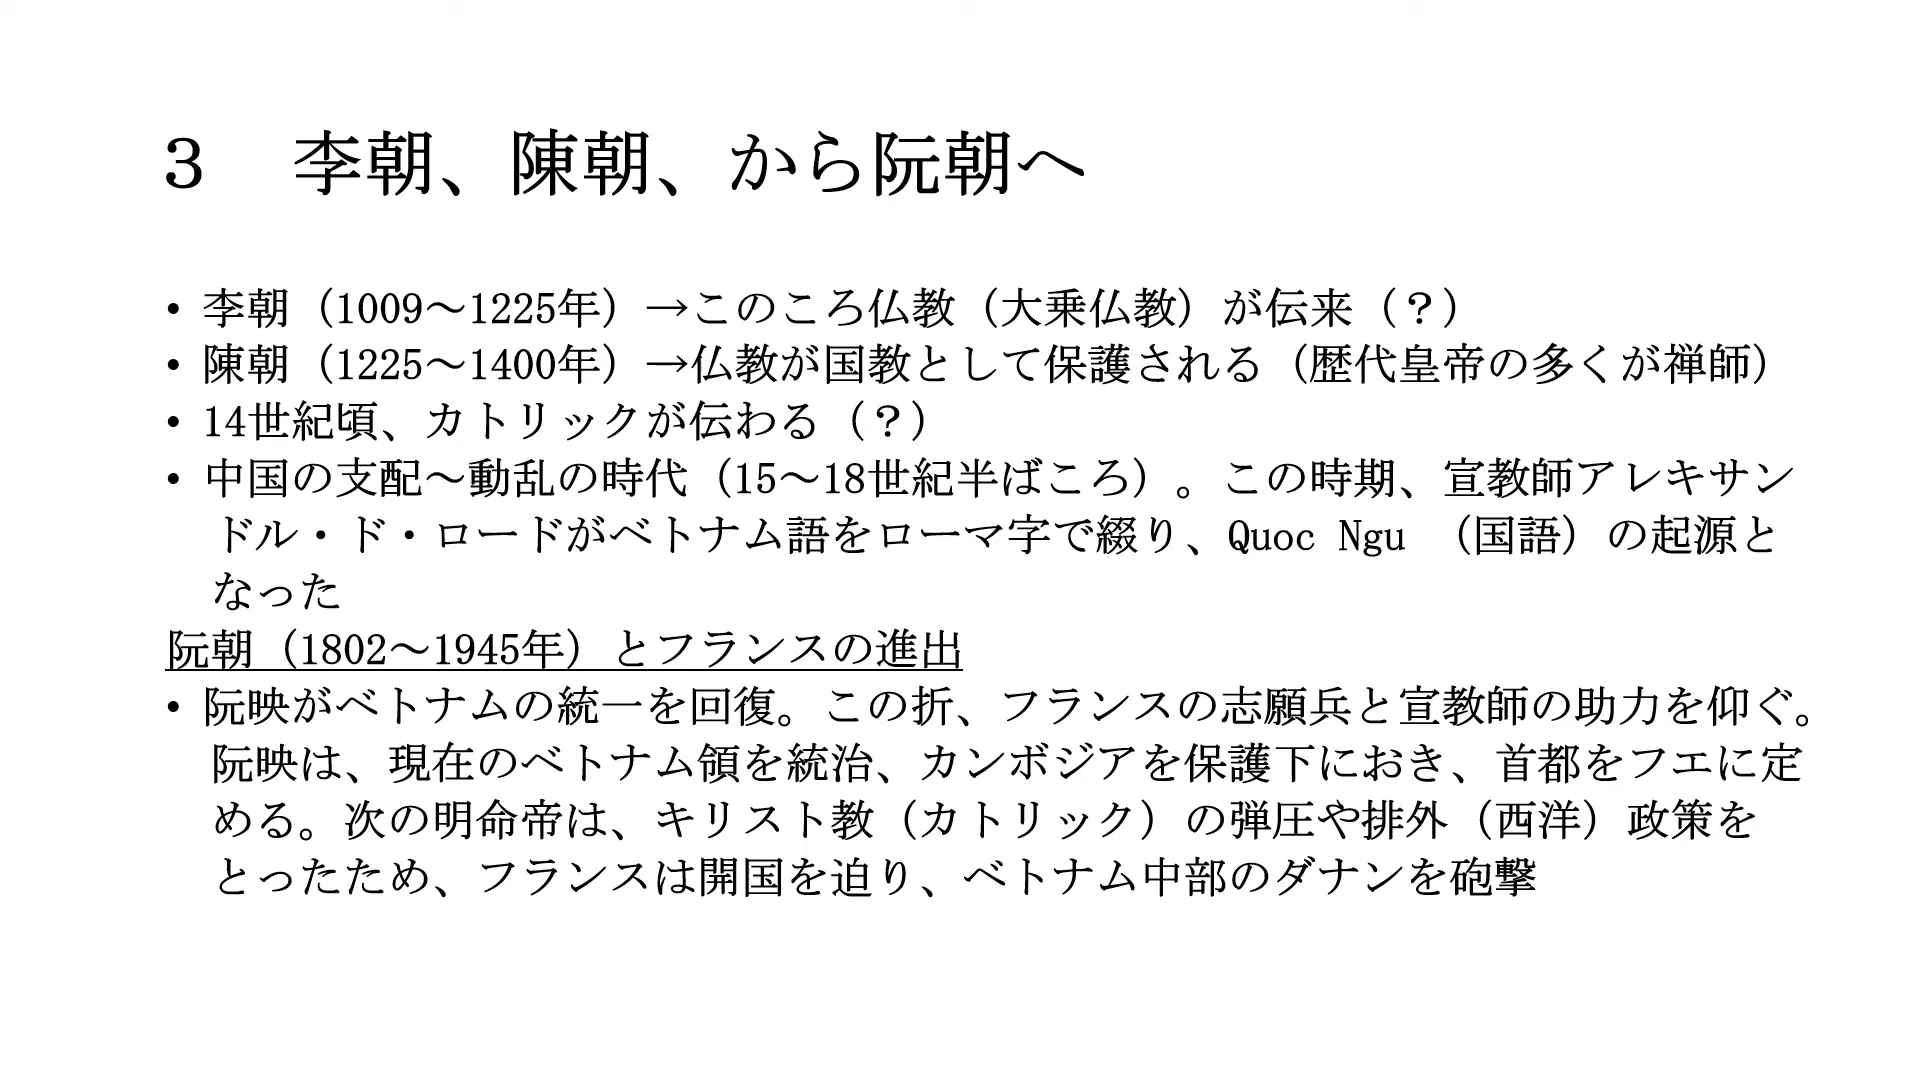 ３　李朝、陳朝、から阮朝へ
• 李朝（1009～1225年）→このころ仏教（大乗仏教）が伝来（？）
• 陳朝（1225～1400年）→仏教が国教として保護される（歴代皇帝の多くが禅師）
• 14世紀頃、カトリックが伝わる（？）
• 中国の支配～動乱の時代（15～18世紀半ばころ）。この時期、宣教師アレキサン
ドル・ド・ロードがベトナム語をローマ字で綴り、Quoc Ngu （国語）の起源と
なった
阮朝（1802～1945年）とフランスの進出
• 阮映がベトナムの統一を回復。この折、フランスの志願兵と宣教師の助力を仰ぐ。
阮映は、現在のベトナム領を統治、カンボジアを保護下におき、首都をフエに定
める。次の明命帝は、キリスト教（カトリック）の弾圧や排外（西洋）政策を
とったため、フランスは開国を迫り、ベトナム中部のダナンを砲撃